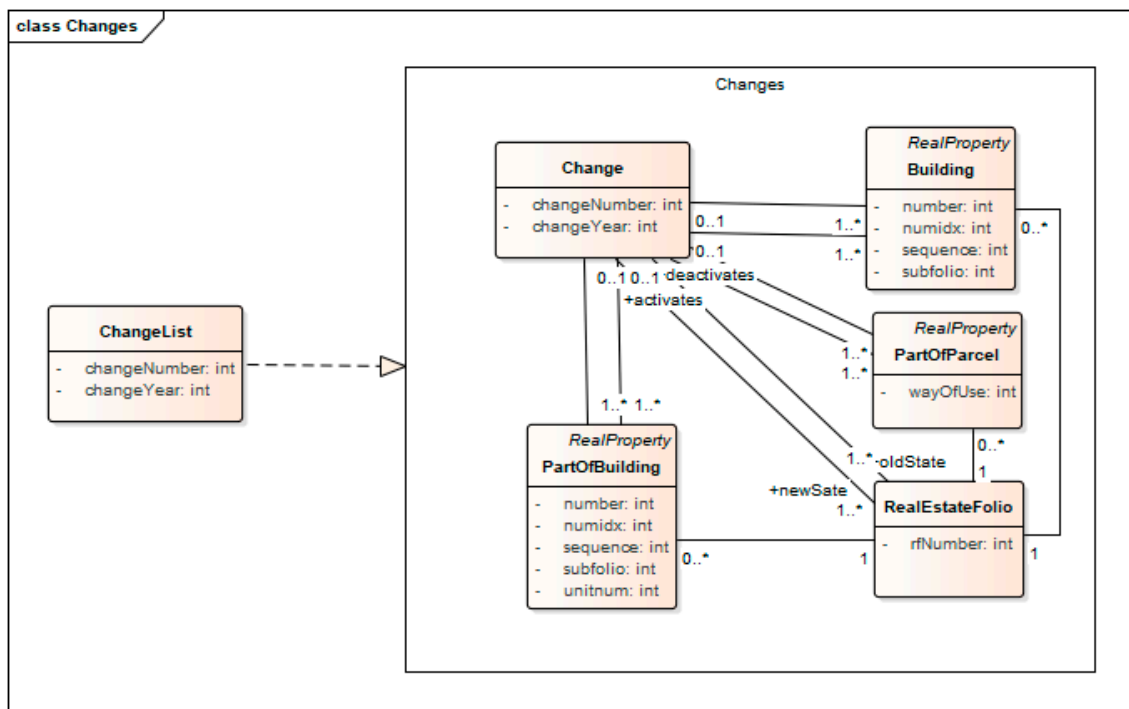 class Changes
Changes
Change
- changeNumber: int
- changeYear: int
RealProperty
Building
- number: int
- numidx: int
- sequence: int
- subfolio: int
0..1
1..*
0..*
0..1
1..*
0..1 0..1
deactivates
+activates
ChangeList
- changeNumber: int
- changeYear: int
RealProperty
PartOfParcel
- wayOfUse: int
1..*
1..*
1..* 1..*
RealProperty
PartOfBuilding
- number: int
- numidx: int
- sequence: int
- subfolio: int
- unitnum: int
0..*
1..*
-oldState
1
+newSate
1..*
RealEstateFolio
- rfNumber: int
0..*
1
1